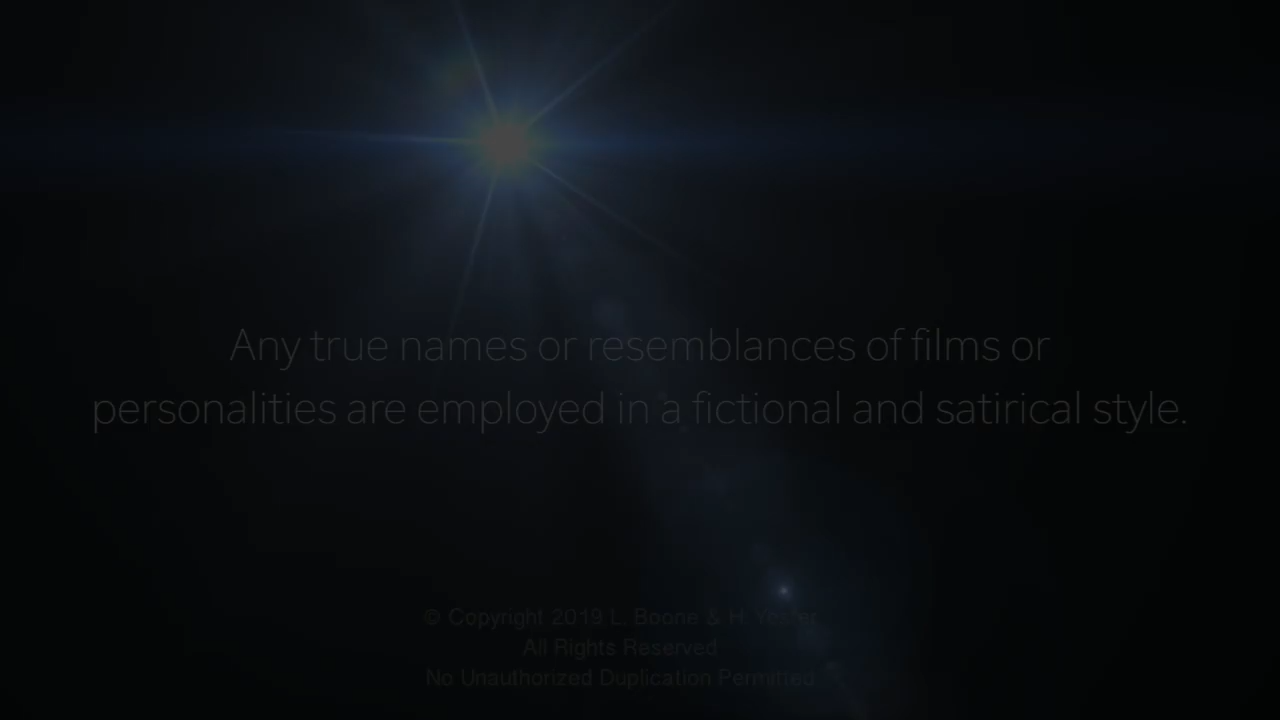 Any true names or resemblances of films or
personalities are employed in a fictional and satirical style.
© Copyright 2019 L. Boone & H.
All Rights Reserved
No Unauthorized Duplication Permitted